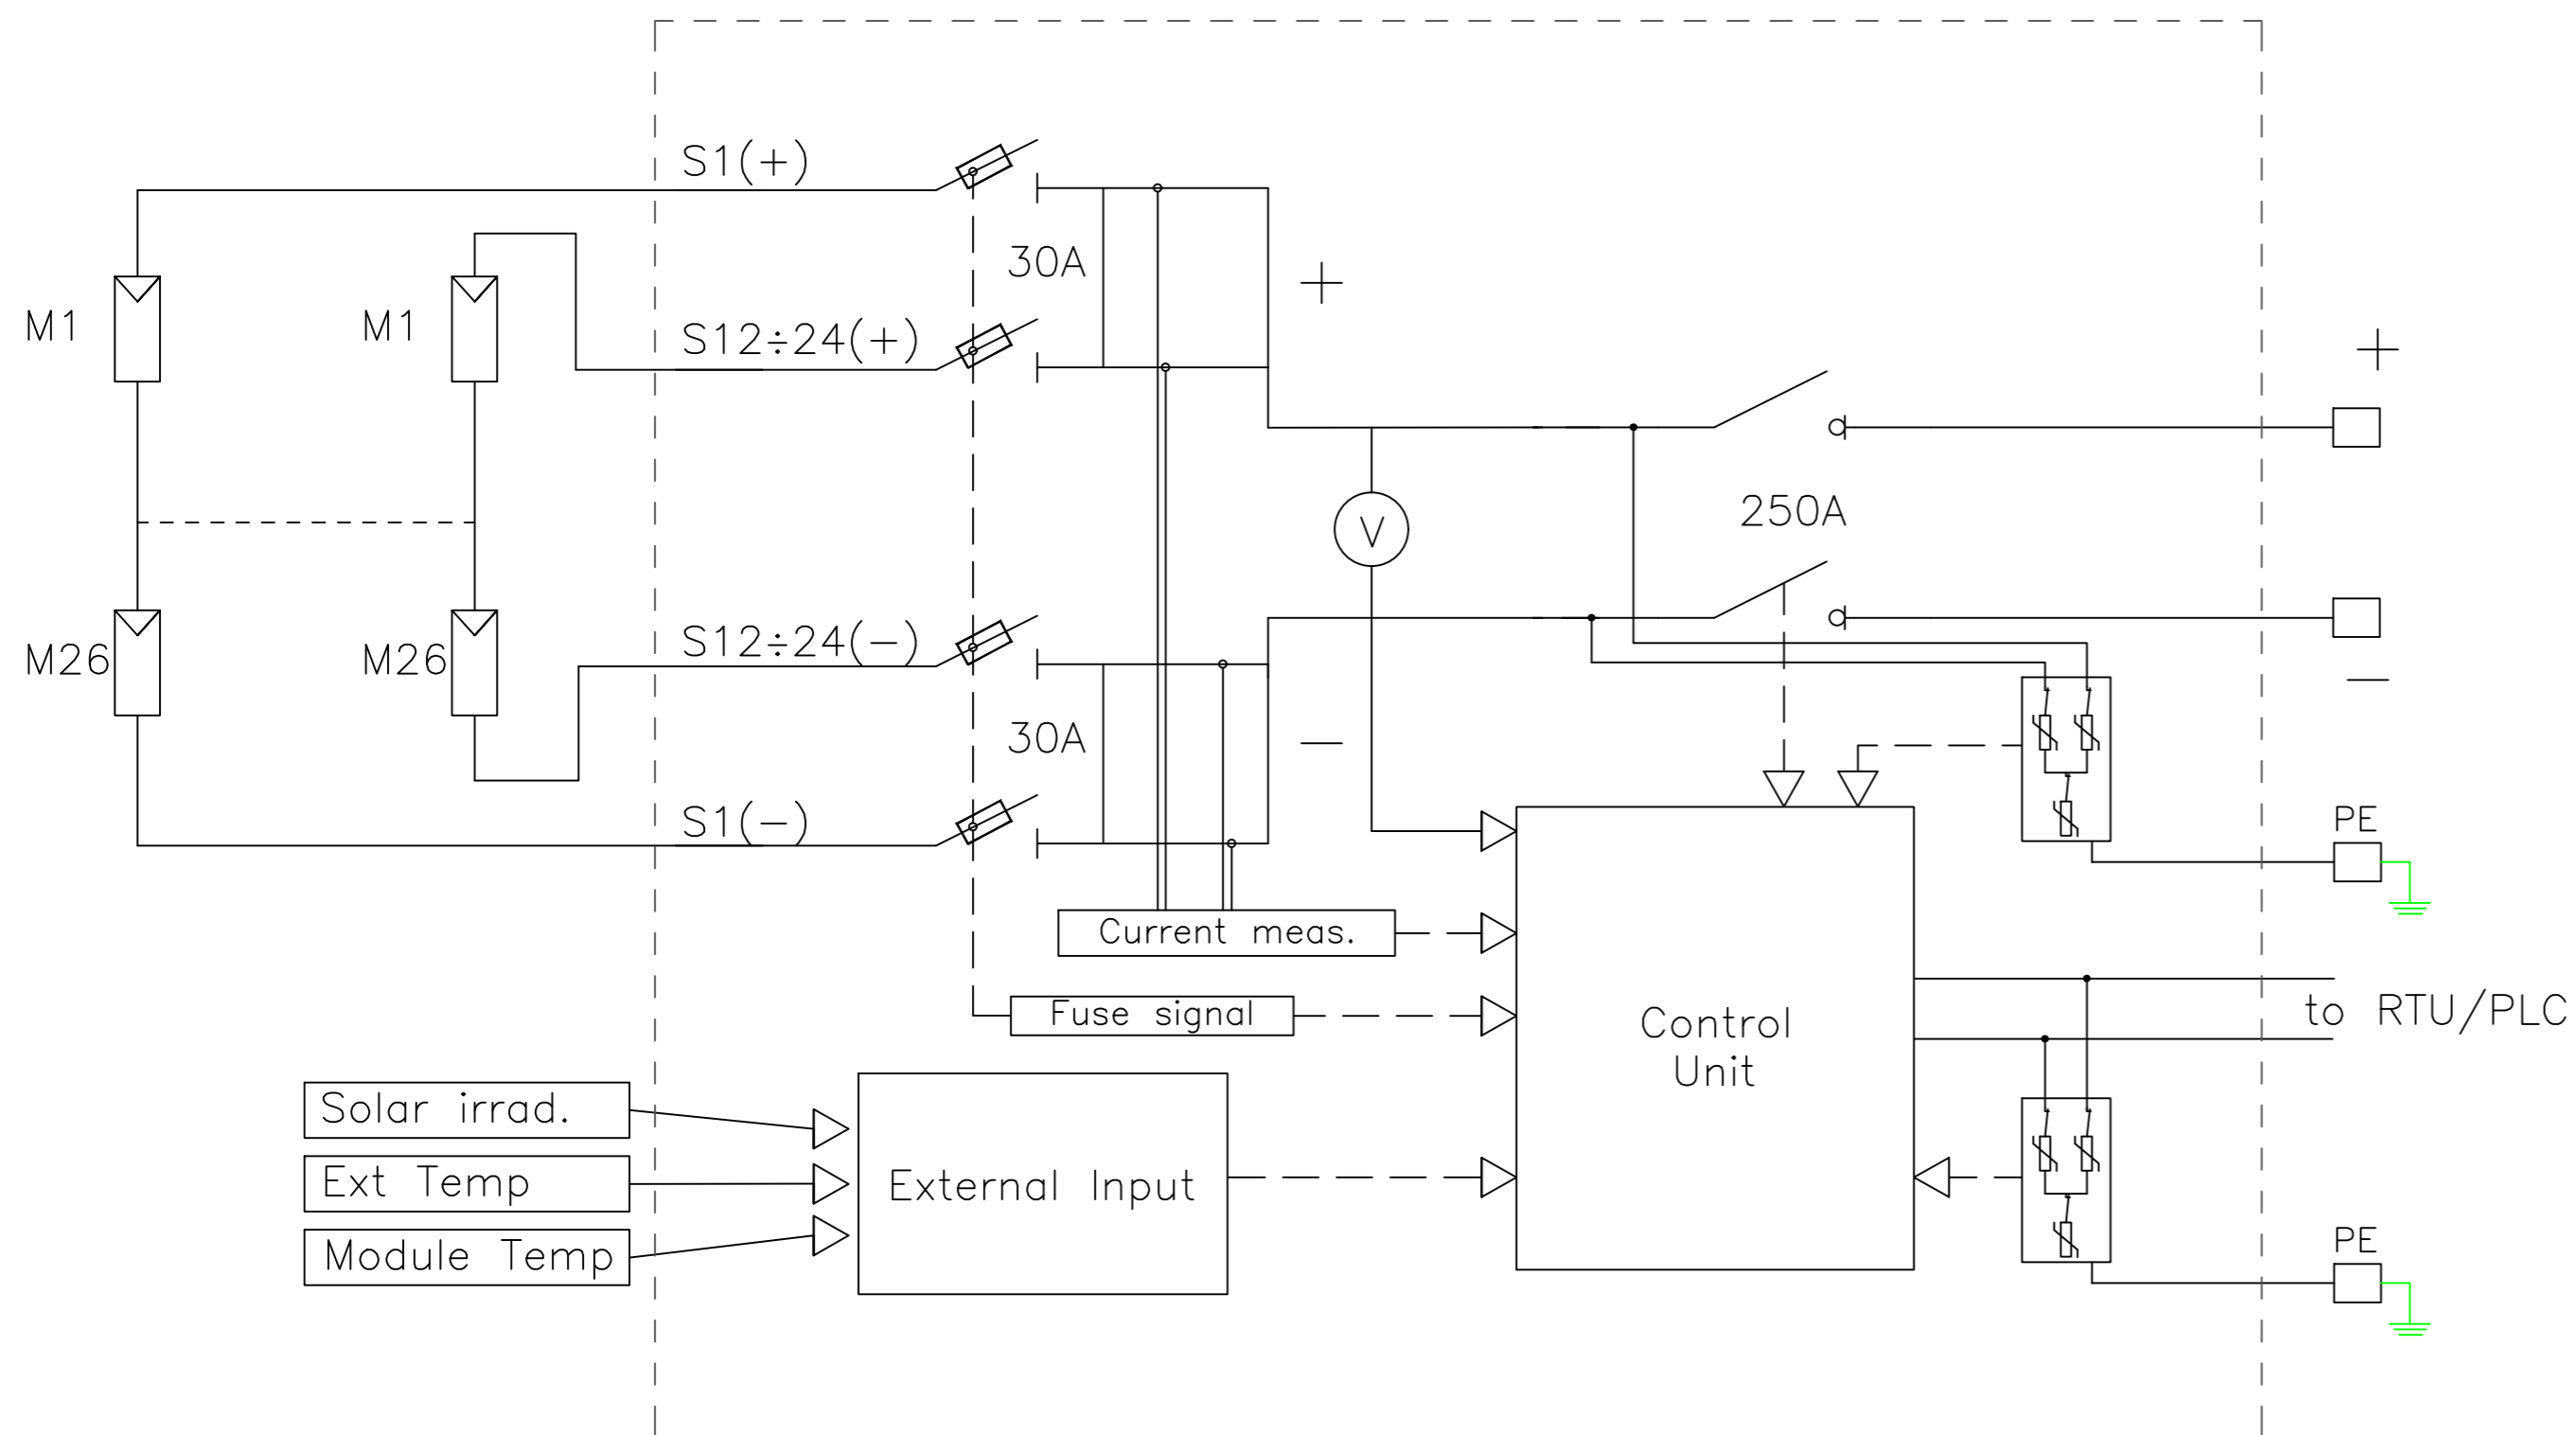 S1(+)
30A
+
M1
M1
S12÷24(+)
+
250A
V
M26
M26
S12÷24(−)
30A
−
−
S1(−)
PE
Current meas.
Fuse signal
Control
Unit
to RTU/PLC
Solar irrad.
Ext Temp
Module Temp
External Input
PE